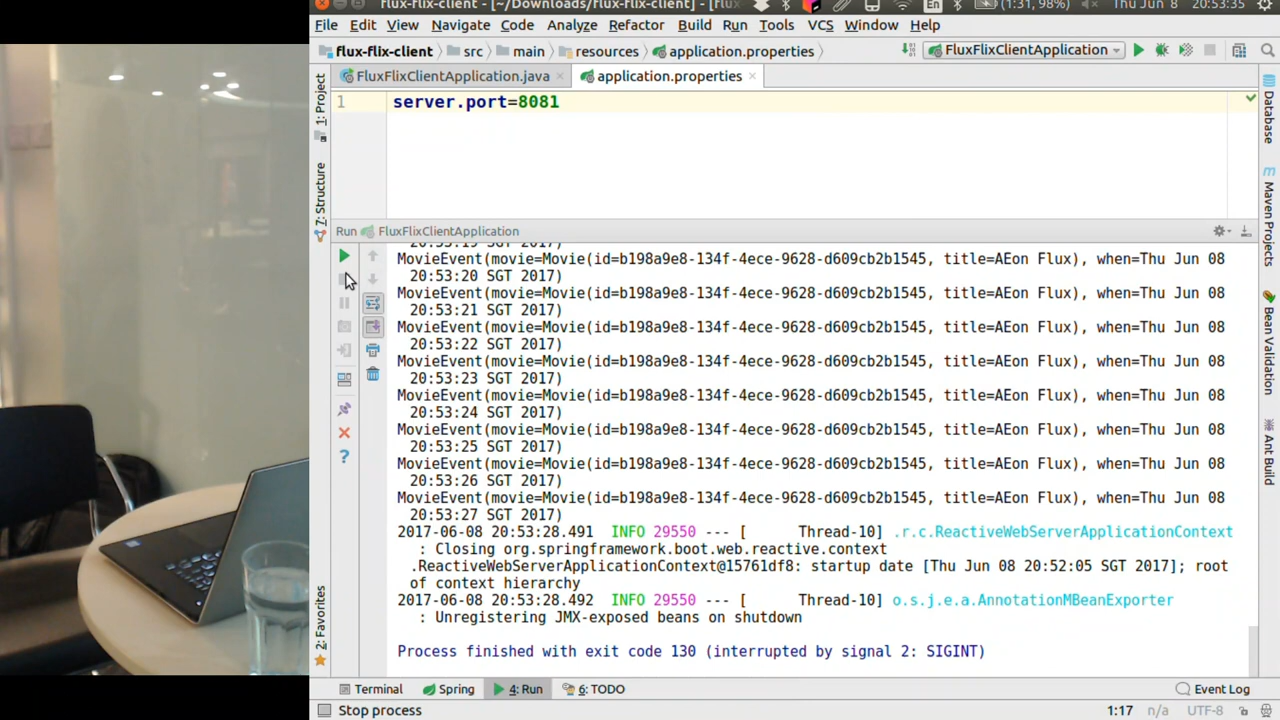 flux-flix-client - [~/Downloads/flux-flix-client] - [flux
En
(1:31, 98%)
Thu Jun 8 20:53:35
File Edit View Navigate Code Analyze Refactor Build Run Tools VCS Window Help
flux-flix-client src main resources application.properties
FluxFlixClientApplication
FluxFlixClientApplication.java
application.properties
1: Project
7: Structure
2: Favorites
1 server.port=8081
Run FluxFlixClientApplication
20:53:19 SGT 2017)
MovieEvent(movie=Movie(id=b198a9e8-134f-4ece-9628-d609cb2b1545, title=AEon Flux), when=Thu Jun 08
20:53:20 SGT 2017)
MovieEvent(movie=Movie(id=b198a9e8-134f-4ece-9628-d609cb2b1545, title=AEon Flux), when=Thu Jun 08
20:53:21 SGT 2017)
MovieEvent(movie=Movie(id=b198a9e8-134f-4ece-9628-d609cb2b1545, title=AEon Flux), when=Thu Jun 08
20:53:22 SGT 2017)
MovieEvent(movie=Movie(id=b198a9e8-134f-4ece-9628-d609cb2b1545, title=AEon Flux), when=Thu Jun 08
20:53:23 SGT 2017)
MovieEvent(movie=Movie(id=b198a9e8-134f-4ece-9628-d609cb2b1545, title=AEon Flux), when=Thu Jun 08
20:53:24 SGT 2017)
MovieEvent(movie=Movie(id=b198a9e8-134f-4ece-9628-d609cb2b1545, title=AEon Flux), when=Thu Jun 08
20:53:25 SGT 2017)
MovieEvent(movie=Movie(id=b198a9e8-134f-4ece-9628-d609cb2b1545, title=AEon Flux), when=Thu Jun 08
20:53:26 SGT 2017)
MovieEvent(movie=Movie(id=b198a9e8-134f-4ece-9628-d609cb2b1545, title=AEon Flux), when=Thu Jun 08
20:53:27 SGT 2017)
2017-06-08 20:53:28.491 INFO 29550 --- [ Thread-10] .r.c.ReactiveWebServerApplicationContext
: Closing org.springframework.boot.web.reactive.context
.ReactiveWebServerApplicationContext@15761df8: startup date [Thu Jun 08 20:52:05 SGT 2017]; root
of context hierarchy
2017-06-08 20:53:28.492 INFO 29550 --- [ Thread-10] o.s.j.e.a.AnnotationMBeanExporter
: Unregistering JMX-exposed beans on shutdown
Process finished with exit code 130 (interrupted by signal 2: SIGINT)
Database
Maven Projects
Bean Validation
Ant Build
Terminal Spring 4: Run 6: TODO Event Log
Stop process 1:17 n/a UTF-8